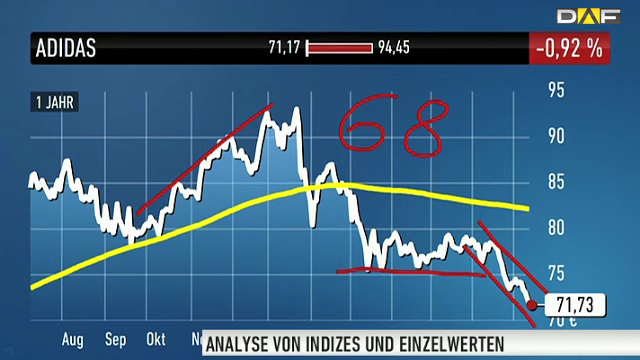 DAF
ADIDAS 71,17 94,45 -0,92 %
1 JAHR
68
95
90
85
80
75
71,73
70 €
Aug Sep Okt
ANALYSE VON INDIZES UND EINZELWERTEN